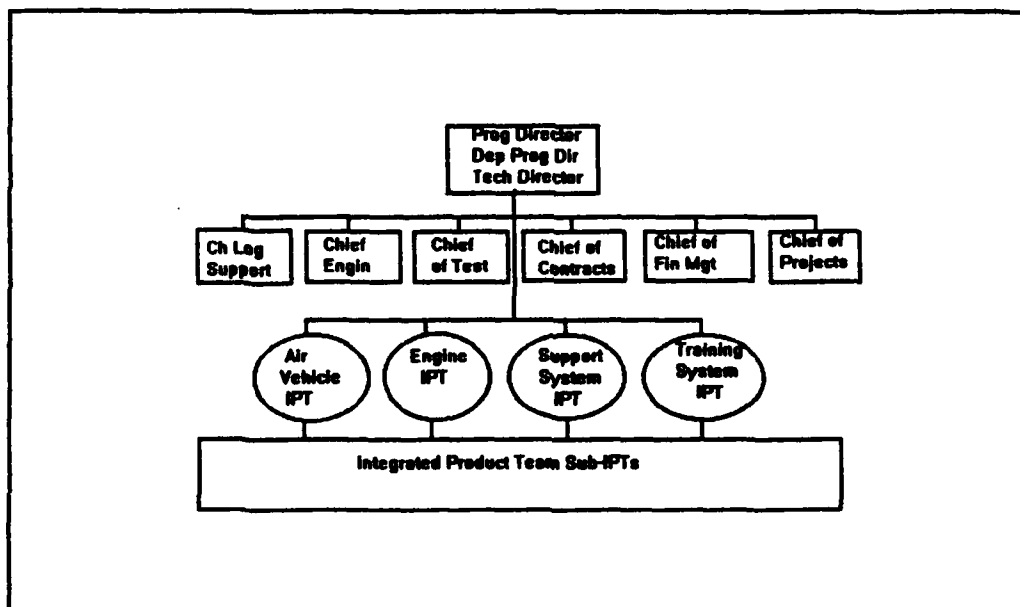 Prog Director
Dep Prog Dir
Tech Director
Ch Log
Support
Chief
Engin
Chief
of Test
Chief of
Contracts
Chief of
Fin Mgt
Chief of
Projects
Air
Vehicle
IPT
Engine
IPT
Support
System
IPT
Training
System
IPT
Integrated Product Team Sub-IPTs